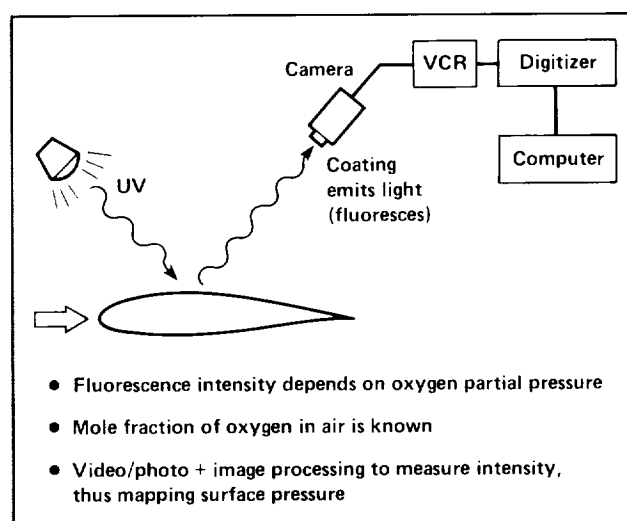 Camera
VCR
Digitizer
Computer
UV
Coating
emits light
(fluoresces)
• Fluorescence intensity depends on oxygen partial pressure
• Mole fraction of oxygen in air is known
• Video/photo + image processing to measure intensity,
thus mapping surface pressure